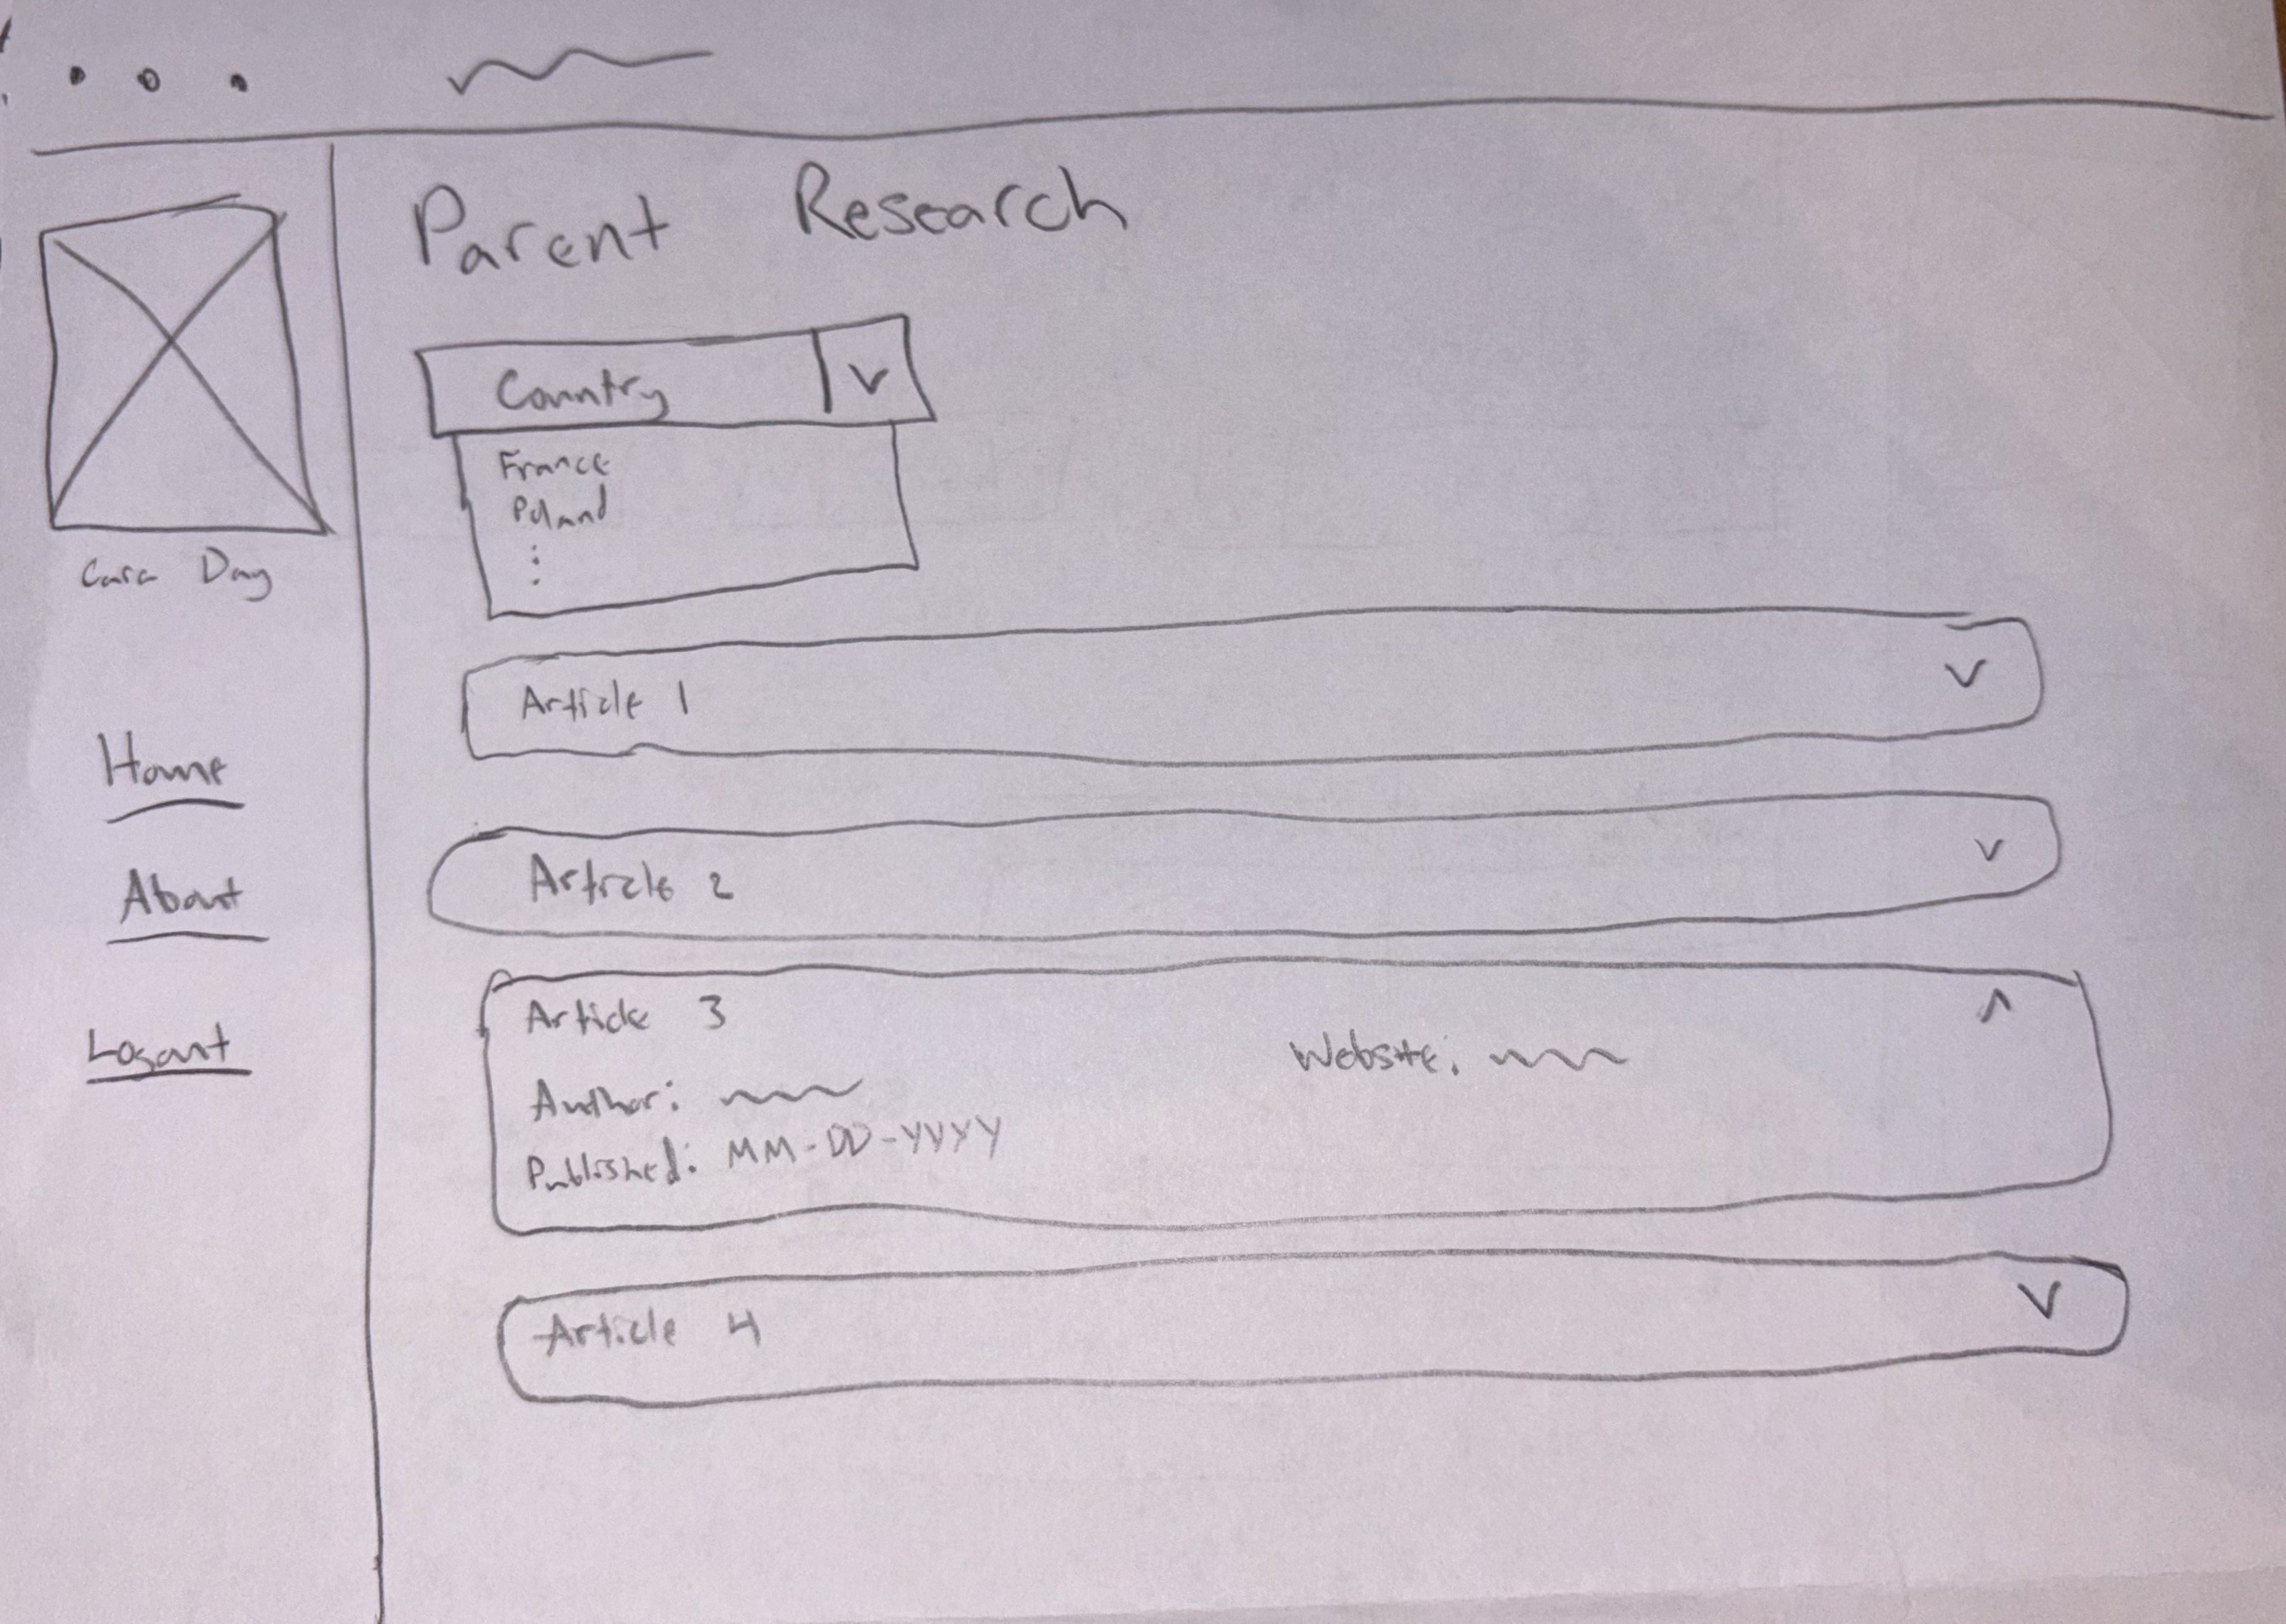 Parent Research
Country
France
Poland
Cara Day
Article 1
Home
Article 2
About
Article 3
Website:
Logout
Author:
Published: MM-DD-YYYY
Article 4